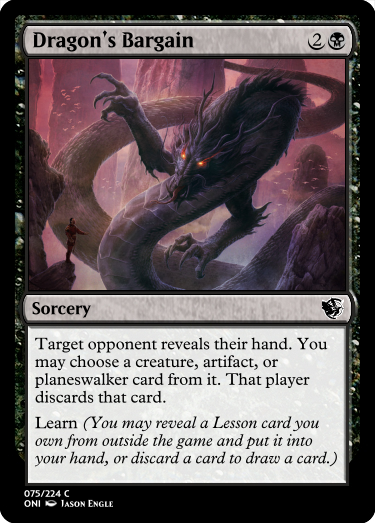 Dragon's Bargain 2
Sorcery
Target opponent reveals their hand. You
may choose a creature, artifact, or
planeswalker card from it. That player
discards that card.
Learn (You may reveal a Lesson card you
own from outside the game and put it into
your hand, or discard a card to draw a card.)
075/224 C
ONI JASON ENGLE